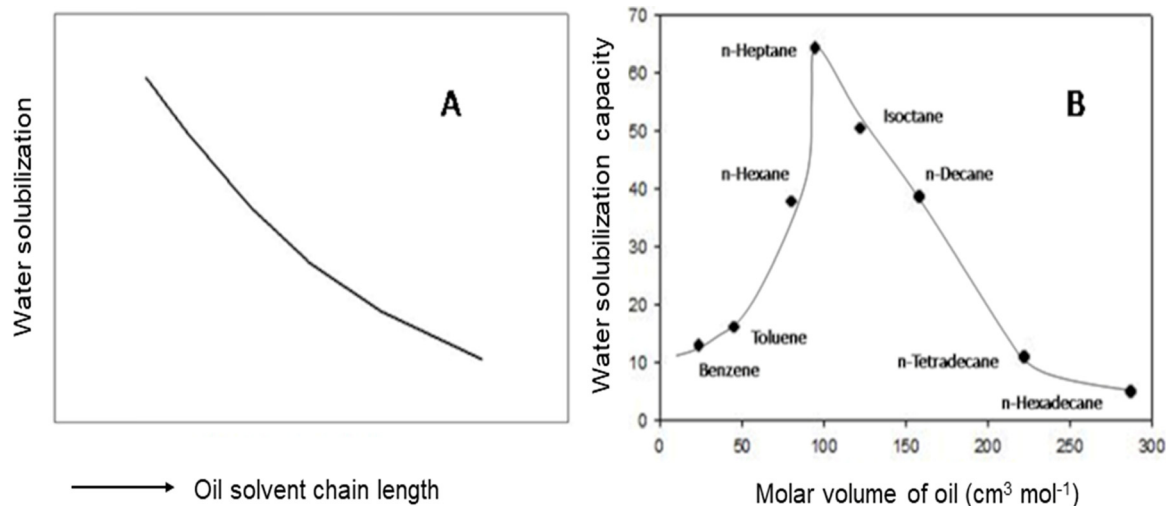 Water solubilization
A
Oil solvent chain length
Water solubilization capacity
70
60
50
40
30
20
10
0
n-Heptane
B
Isoctane
n-Hexane
n-Decane
Toluene
Benzene
n-Tetradecane
n-Hexadecane
0 50 100 150 200 250 300
Molar volume of oil (cm³ mol⁻¹)